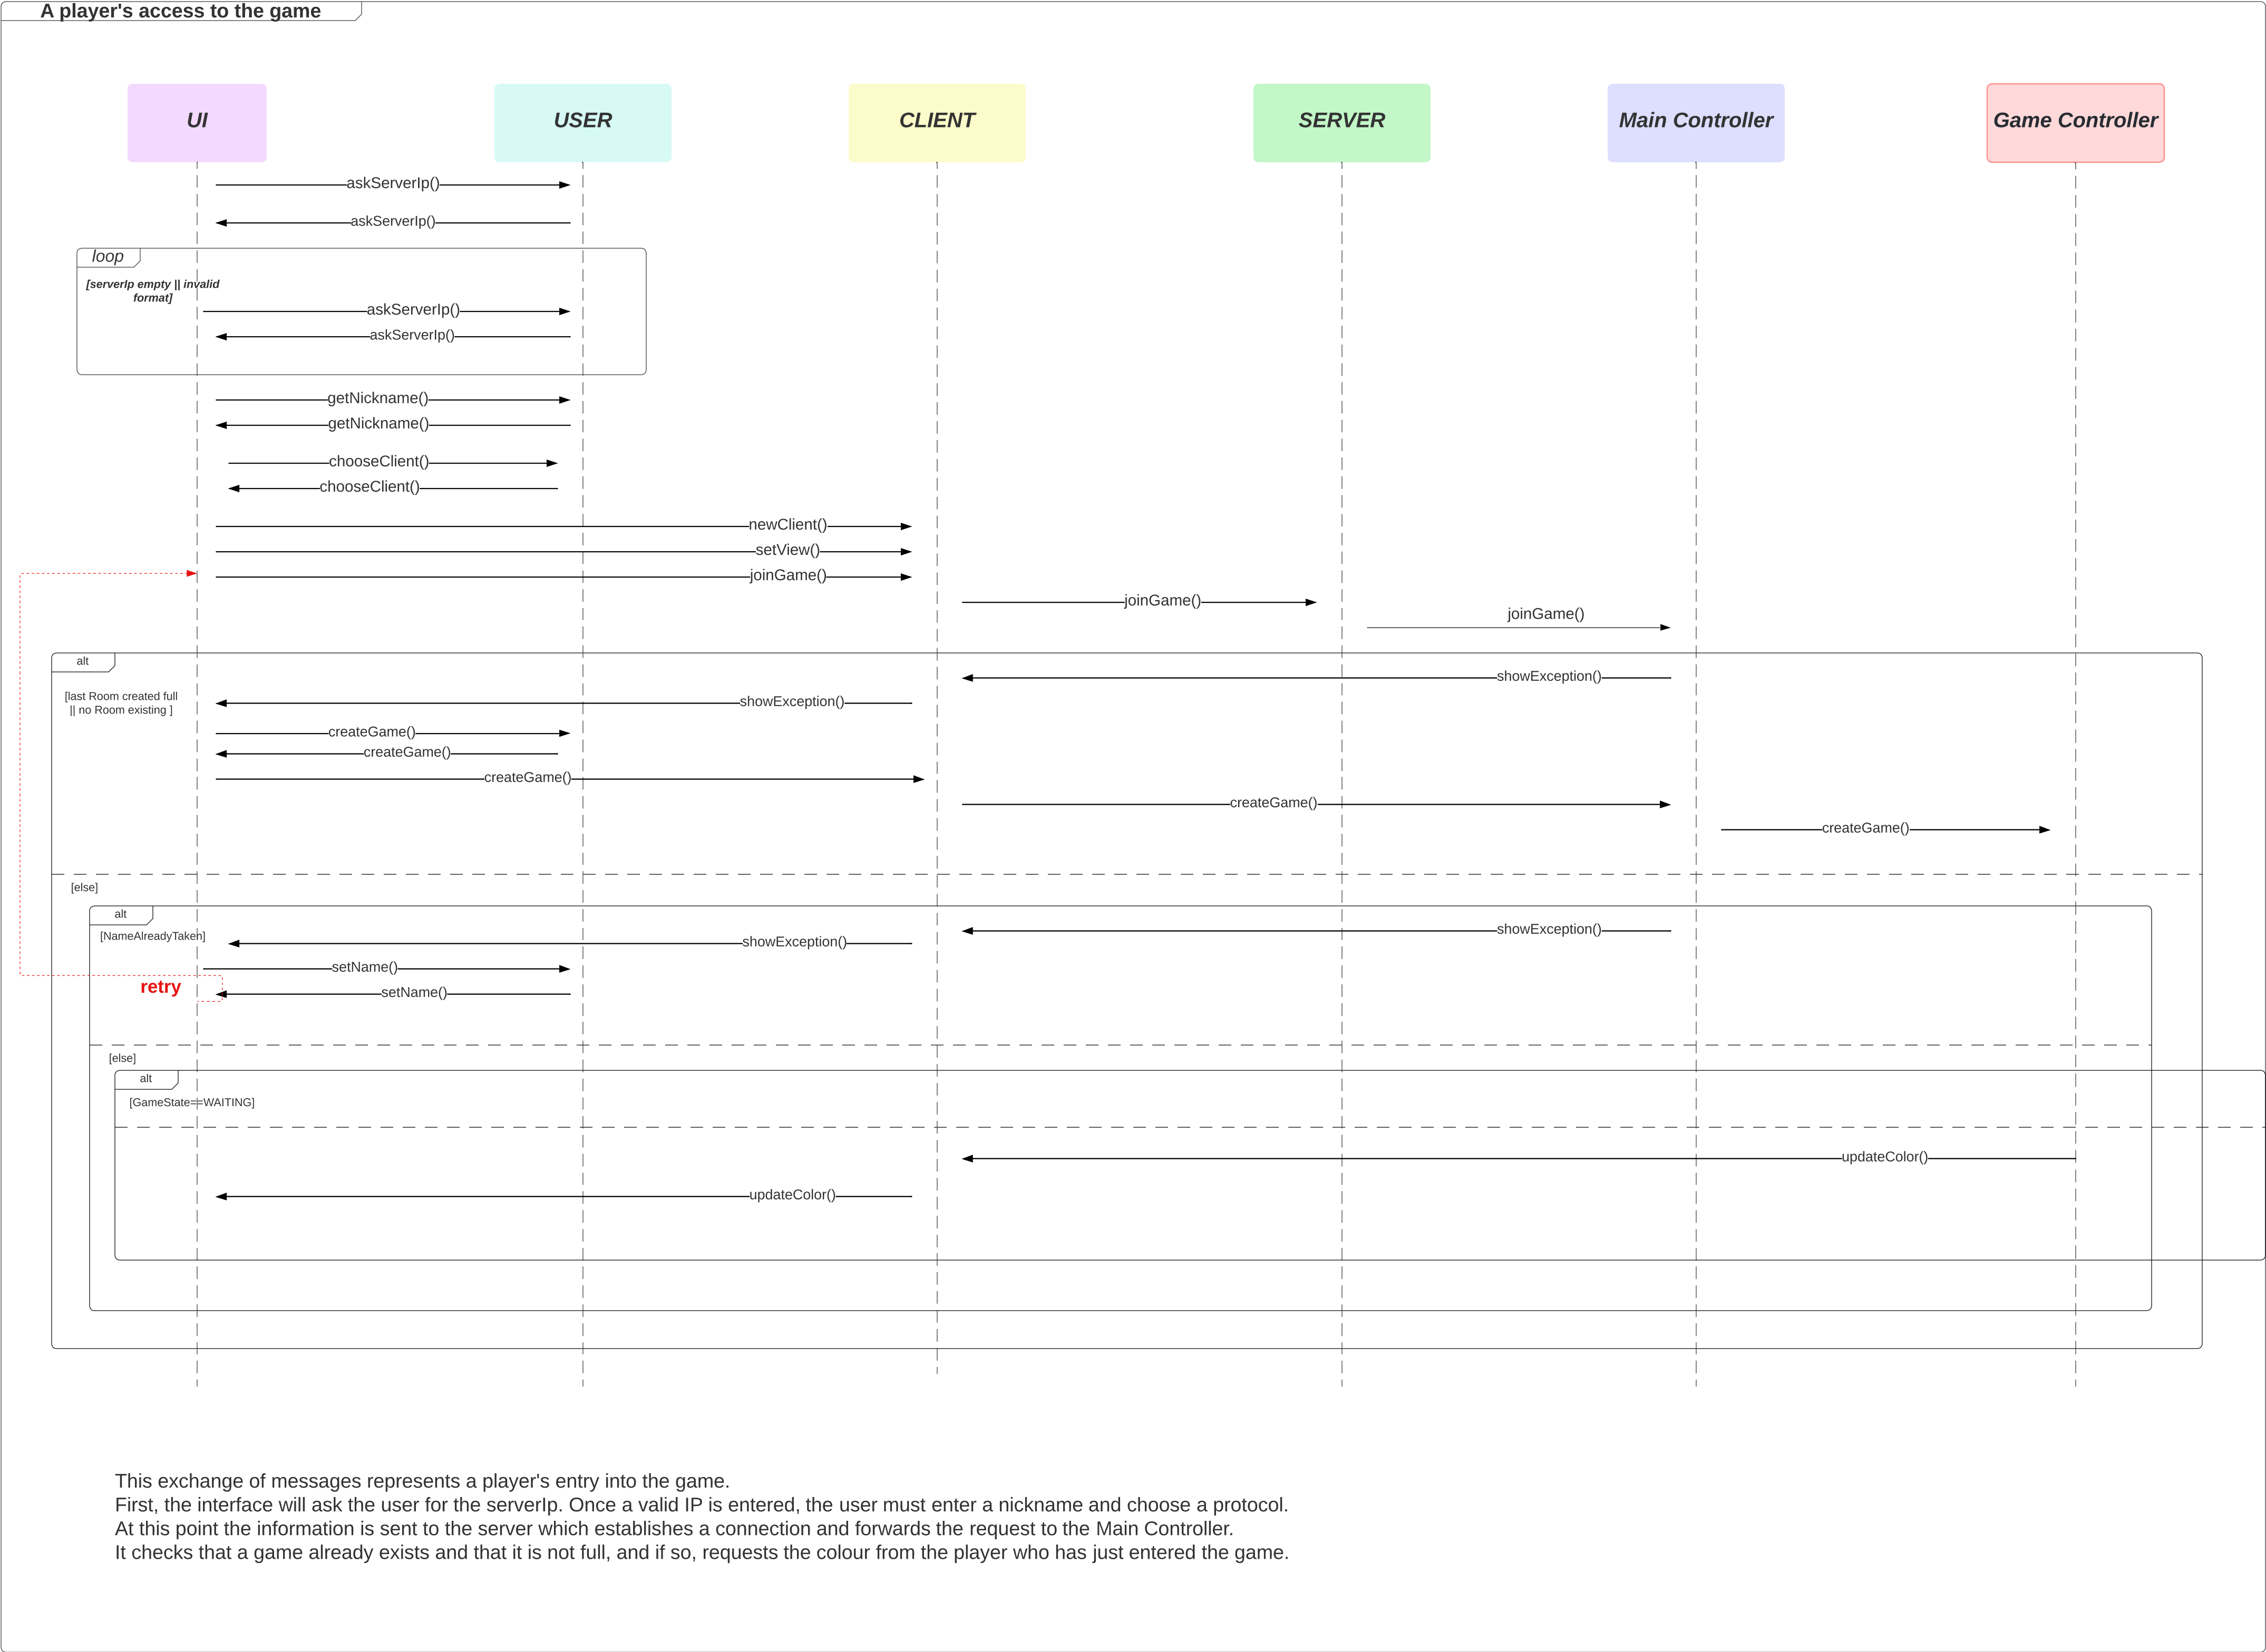 A player's access to the game
UI
USER
CLIENT
SERVER
Main Controller
Game Controller
askServerIp()
askServerIp()
loop
[serverIp empty || invalid
format]
askServerIp()
askServerIp()
getNickname()
getNickname()
chooseClient()
chooseClient()
newClient()
setView()
joinGame()
joinGame()
joinGame()
alt
showException()
[last Room created full
|| no Room existing ]
showException()
createGame()
createGame()
createGame()
createGame()
createGame()
[else]
alt
[NameAlreadyTaken]
showException()
showException()
setName()
retry
setName()
[else]
alt
[GameState==WAITING]
updateColor()
updateColor()
This exchange of messages represents a player's entry into the game.
First, the interface will ask the user for the serverIp. Once a valid IP is entered, the user must enter a nickname and choose a protocol.
At this point the information is sent to the server which establishes a connection and forwards the request to the Main Controller.
It checks that a game already exists and that it is not full, and if so, requests the colour from the player who has just entered the game.